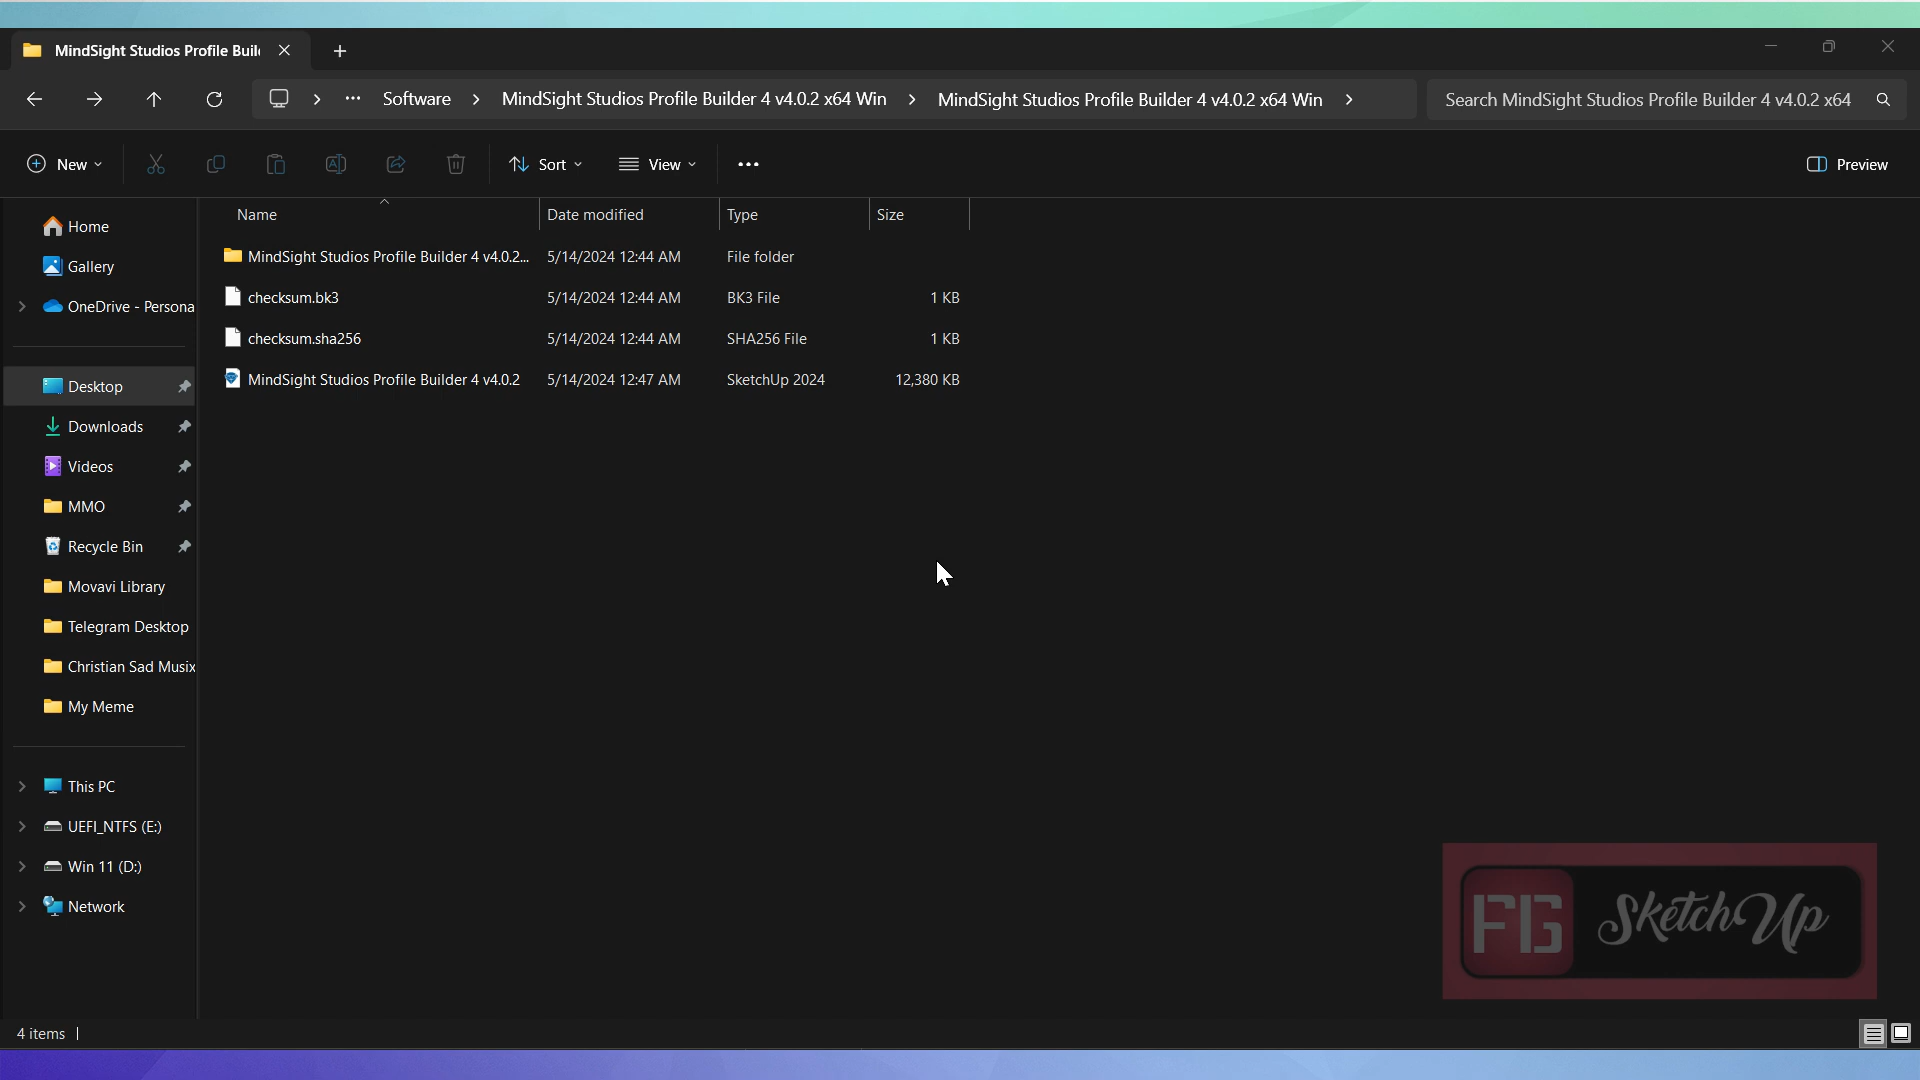 MindSight Studios Profile Buil
Software > MindSight Studios Profile Builder 4 v4.0.2 x64 Win > MindSight Studios Profile Builder 4 v4.0.2 x64 Win >
Search MindSight Studios Profile Builder 4 v4.0.2 x64
New
Sort
View
Preview
Name Date modified Type Size
MindSight Studios Profile Builder 4 v4.0.2... 5/14/2024 12:44 AM File folder
checksum.bk3 5/14/2024 12:44 AM BK3 File 1 KB
checksum.sha256 5/14/2024 12:44 AM SHA256 File 1 KB
MindSight Studios Profile Builder 4 v4.0.2 5/14/2024 12:47 AM SketchUp 2024 12,380 KB
Home
Gallery
OneDrive - Persona
Desktop
Downloads
Videos
MMO
Recycle Bin
Movavi Library
Telegram Desktop
Christian Sad Musix
My Meme
This PC
UEFI_NTFS (E:)
Win 11 (D:)
Network
FG SketchUp
4 items